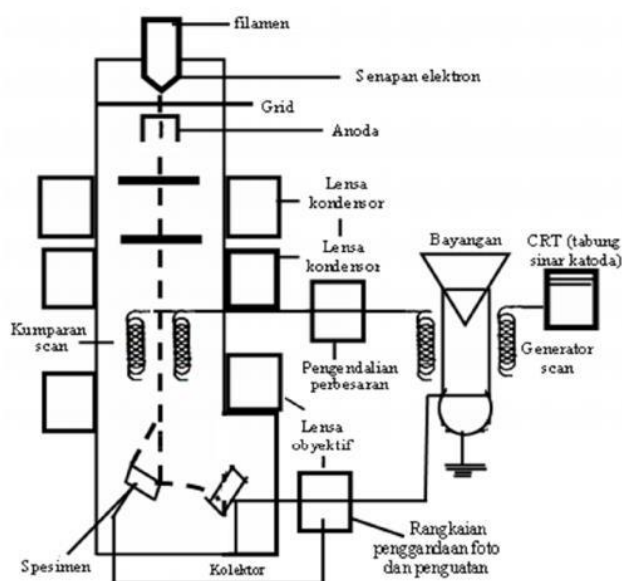 filamen
Senapan elektron
Grid
Anoda
Lensa
kondensor
Lensa
kondensor
Bayangan
CRT (tabung
sinar katoda)
Kumparan
scan
Pengendalian
perbesaran
Generator
scan
Lensa
obyektif
Spesimen
Kolektor
Rangkaian
penggandaan foto
dan penguatan